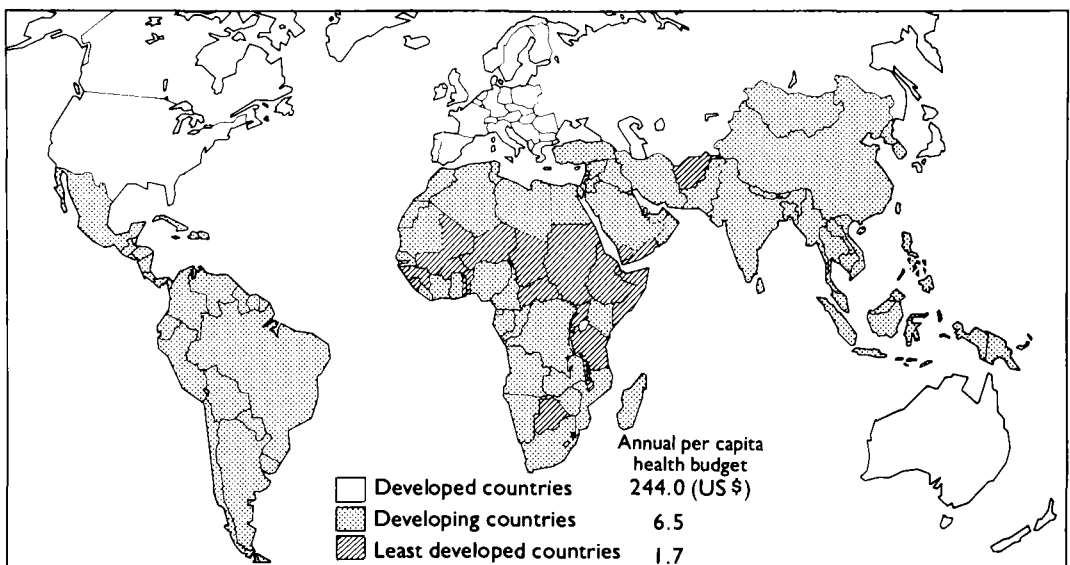 Annual per capita
health budget
Developed countries 244.0 (US $)
Developing countries 6.5
Least developed countries 1.7